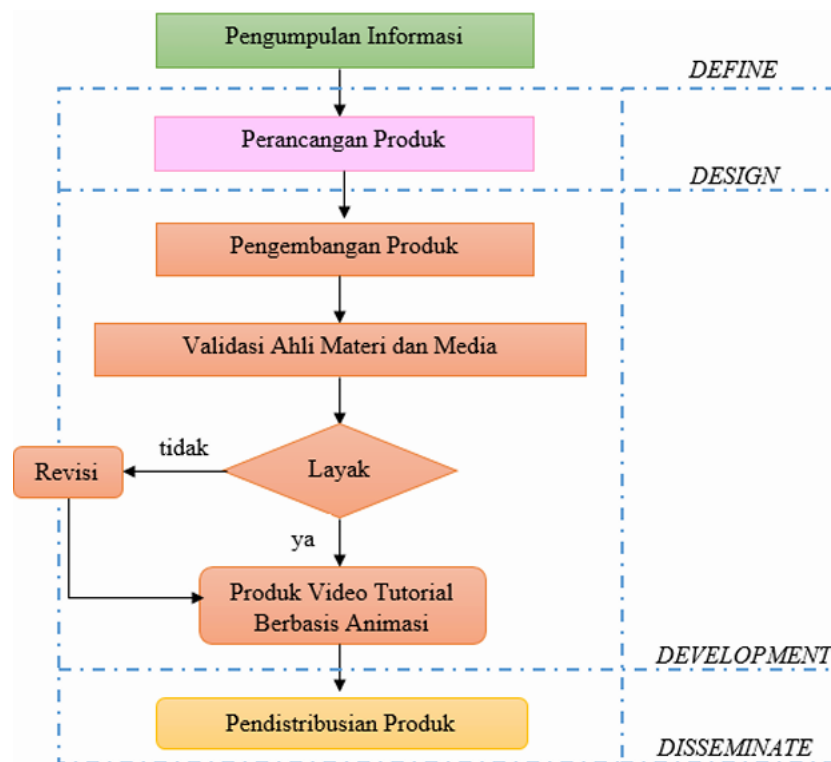 Pengumpulan Informasi
DEFINE
Perancangan Produk
DESIGN
Pengembangan Produk
Validasi Ahli Materi dan Media
tidak
Revisi
Layak
ya
Produk Video Tutorial
Berbasis Animasi
DEVELOPMENT
Pendistribusian Produk
DISSEMINATE